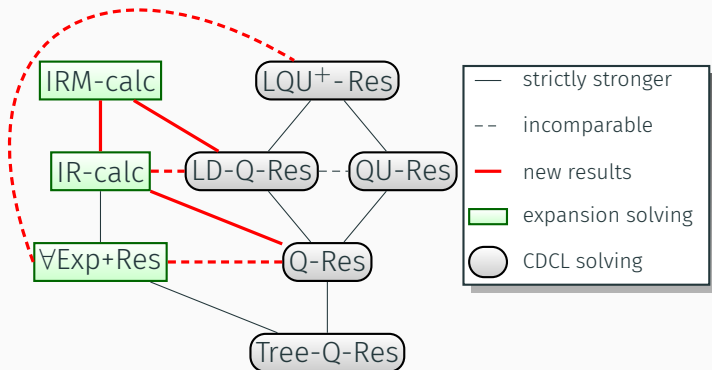 IRM-calc
LQU⁺-Res
IR-calc
LD-Q-Res
QU-Res
∀Exp+Res
Q-Res
Tree-Q-Res
strictly stronger
incomparable
new results
expansion solving
CDCL solving